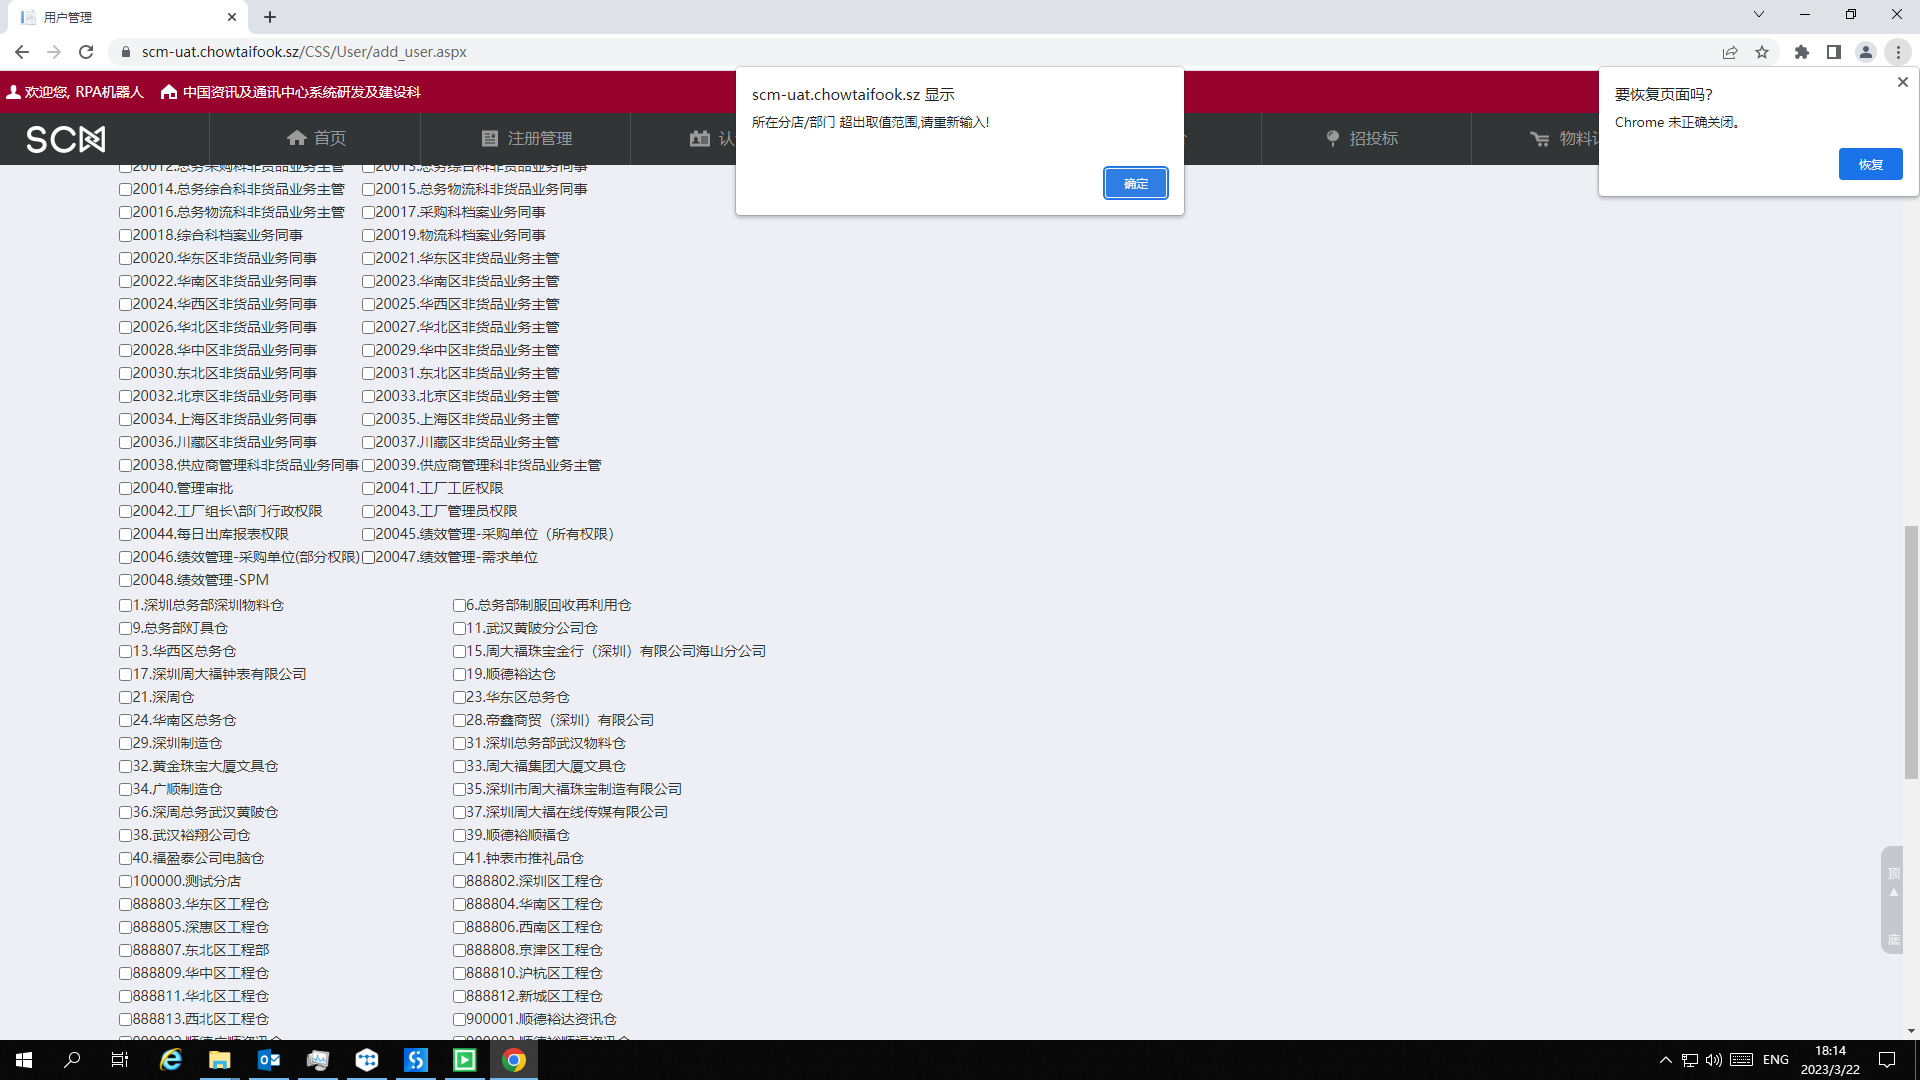 用户管理
scm-uat.chowtaifook.sz/CSS/User/add_user.aspx
欢迎您, RPA机器人 中国资讯及通讯中心系统研发及建设科
SCM 首页 注册管理 认 招投标 物料订
scm-uat.chowtaifook.sz 显示
所在分店/部门 超出取值范围,请重新输入!
确定
要恢复页面吗?
Chrome 未正确关闭。
恢复
20012.总务采购科非货品业务主管 20013.总务综合科非货品业务同事
20014.总务综合科非货品业务主管 20015.总务物流科非货品业务同事
20016.总务物流科非货品业务主管 20017.采购科档案业务同事
20018.综合科档案业务同事 20019.物流科档案业务同事
20020.华东区非货品业务同事 20021.华东区非货品业务主管
20022.华南区非货品业务同事 20023.华南区非货品业务主管
20024.华西区非货品业务同事 20025.华西区非货品业务主管
20026.华北区非货品业务同事 20027.华北区非货品业务主管
20028.华中区非货品业务同事 20029.华中区非货品业务主管
20030.东北区非货品业务同事 20031.东北区非货品业务主管
20032.北京区非货品业务同事 20033.北京区非货品业务主管
20034.上海区非货品业务同事 20035.上海区非货品业务主管
20036.川藏区非货品业务同事 20037.川藏区非货品业务主管
20038.供应商管理科非货品业务同事 20039.供应商管理科非货品业务主管
20040.管理审批 20041.工厂工匠权限
20042.工厂组长\部门行政权限 20043.工厂管理员权限
20044.每日出库报表权限 20045.绩效管理-采购单位（所有权限）
20046.绩效管理-采购单位(部分权限) 20047.绩效管理-需求单位
20048.绩效管理-SPM
1.深圳总务部深圳物料仓 6.总务部制服回收再利用仓
9.总务部灯具仓 11.武汉黄陂分公司仓
13.华西区总务仓 15.周大福珠宝金行（深圳）有限公司海山分公司
17.深圳周大福钟表有限公司 19.顺德裕达仓
21.深周仓 23.华东区总务仓
24.华南区总务仓 28.帝鑫商贸（深圳）有限公司
29.深圳制造仓 31.深圳总务部武汉物料仓
32.黄金珠宝大厦文具仓 33.周大福集团大厦文具仓
34.广顺制造仓 35.深圳市周大福珠宝制造有限公司
36.深周总务武汉黄陂仓 37.深圳周大福在线传媒有限公司
38.武汉裕翔公司仓 39.顺德裕顺福仓
40.福盈泰公司电脑仓 41.钟表市推礼品仓
100000.测试分店 888802.深圳区工程仓
888803.华东区工程仓 888804.华南区工程仓
888805.深惠区工程仓 888806.西南区工程仓
888807.东北区工程部 888808.京津区工程仓
888809.华中区工程仓 888810.沪杭区工程仓
888811.华北区工程仓 888812.新城区工程仓
888813.西北区工程仓 900001.顺德裕达资讯仓
顶
底
ENG
18:14
2023/3/22